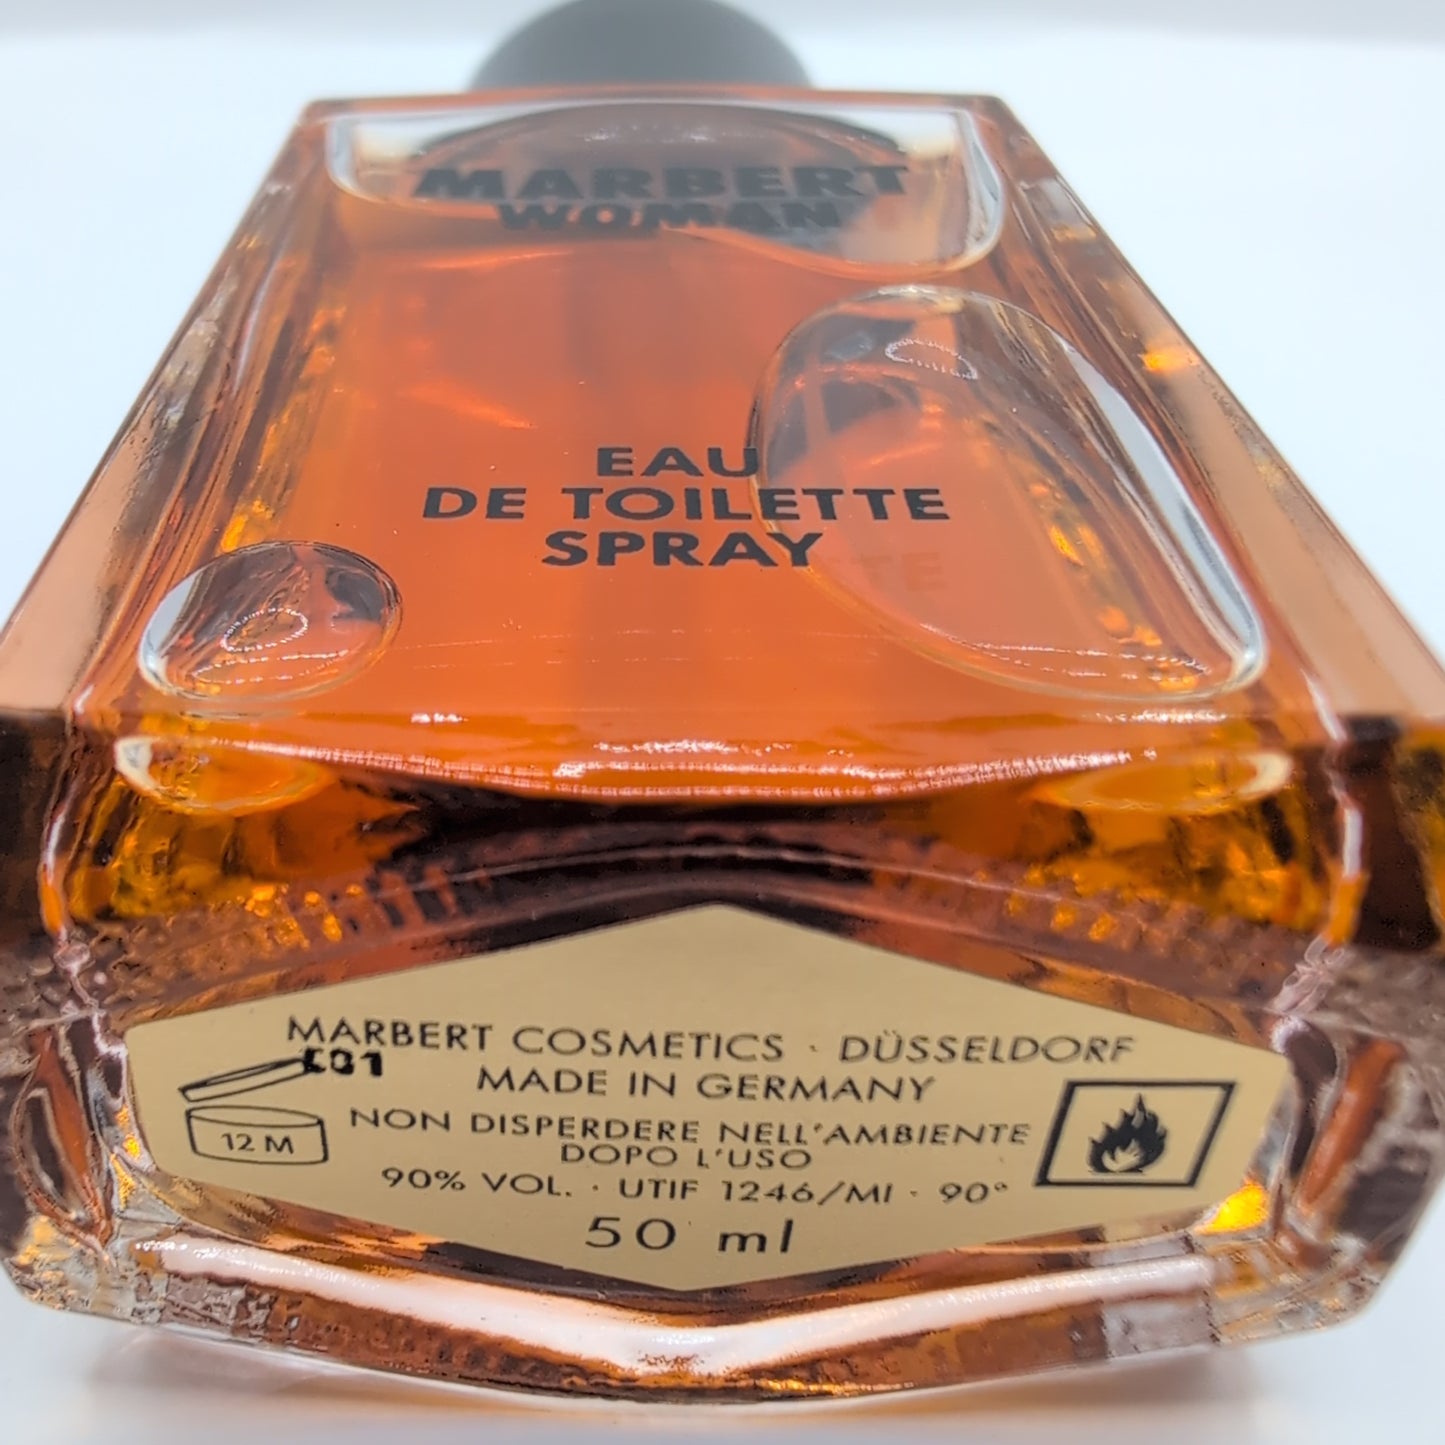 MARBERT
WOMAN
EAU
DE TOILETTE
SPRAY
MARBERT COSMETICS · DÜSSELDORF
MADE IN GERMANY
12 M
NON DISPERDERE NELL'AMBIENTE
DOPO L'USO
90% VOL. · UTIF 1246/MI · 90°
50 ml